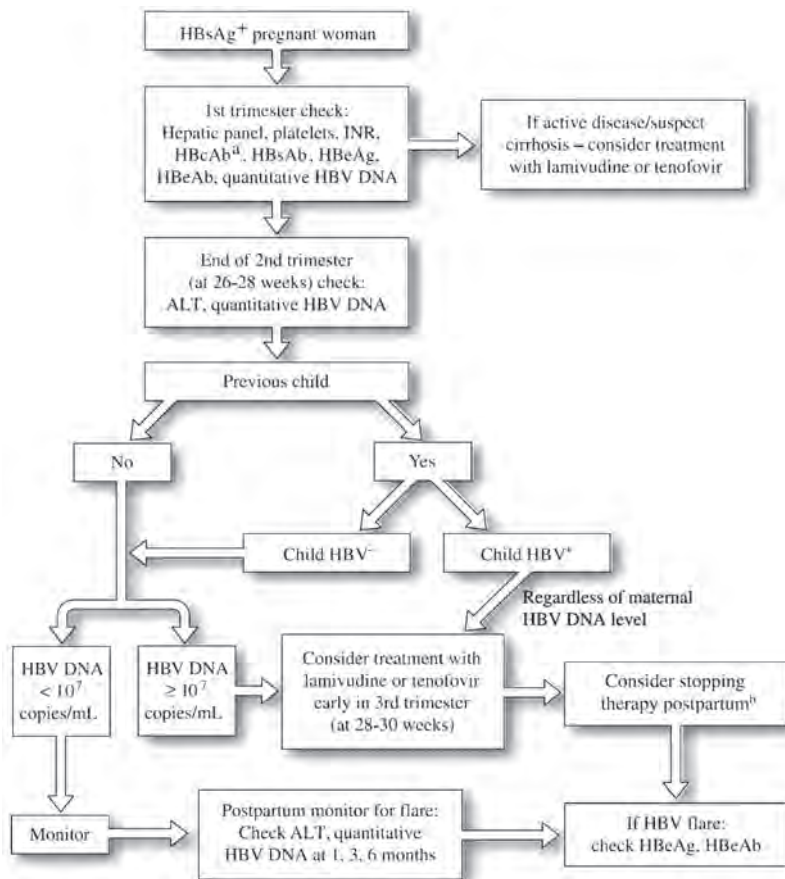 HBsAg⁺ pregnant woman
1st trimester check:
Hepatic panel, platelets, INR,
HBcAbᵃ, HBsAb, HBeAg,
HBeAb, quantitative HBV DNA
If active disease/suspect
cirrhosis – consider treatment
with lamivudine or tenofovir
End of 2nd trimester
(at 26-28 weeks) check:
ALT, quantitative HBV DNA
Previous child
No
Yes
Child HBV⁻
Child HBV⁺
Regardless of maternal
HBV DNA level
HBV DNA
< 10⁷
copies/mL
HBV DNA
≥ 10⁷
copies/mL
Consider treatment with
lamivudine or tenofovir
early in 3rd trimester
(at 28-30 weeks)
Consider stopping
therapy postpartumᵇ
Monitor
Postpartum monitor for flare:
Check ALT, quantitative
HBV DNA at 1, 3, 6 months
If HBV flare:
check HBeAg, HBeAb